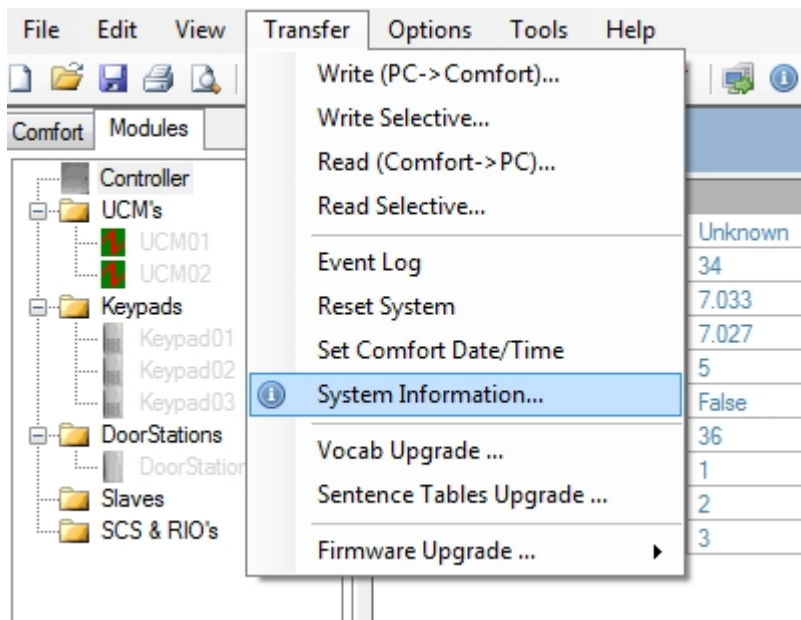 File Edit View Transfer Options Tools Help
Comfort Modules
Controller
UCM's
UCM01
UCM02
Keypads
Keypad01
Keypad02
Keypad03
DoorStations
DoorStation
Slaves
SCS & RIO's
Write (PC->Comfort)...
Write Selective...
Read (Comfort->PC)...
Read Selective...
Event Log
Reset System
Set Comfort Date/Time
System Information...
Vocab Upgrade ...
Sentence Tables Upgrade ...
Firmware Upgrade ...
Unknown
34
7.033
7.027
5
False
36
1
2
3